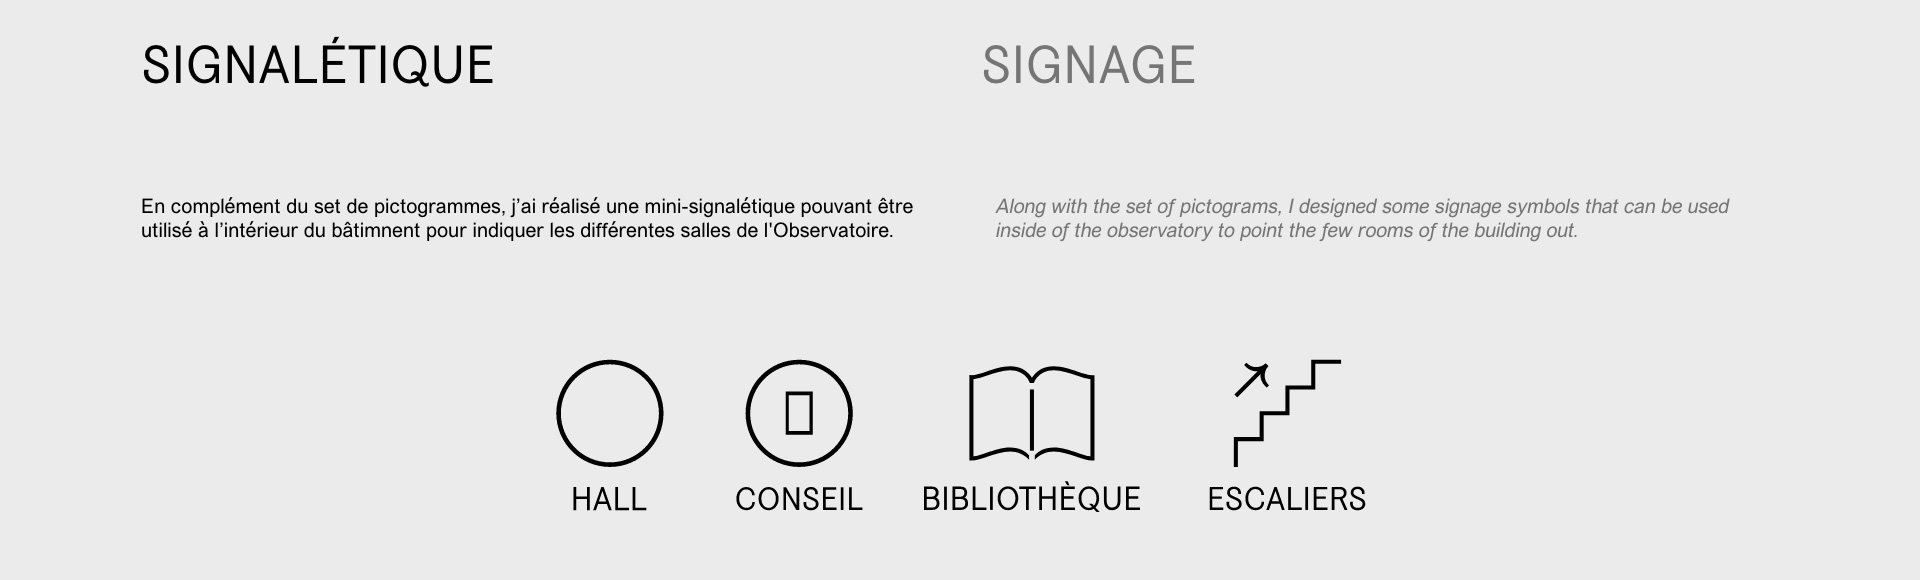 SIGNALÉTIQUE
SIGNAGE
En complément du set de pictogrammes, j’ai réalisé une mini-signalétique pouvant être
utilisé à l’intérieur du bâtimnent pour indiquer les différentes salles de l'Observatoire.
Along with the set of pictograms, I designed some signage symbols that can be used
inside of the observatory to point the few rooms of the building out.
HALL
CONSEIL
BIBLIOTHÈQUE
ESCALIERS